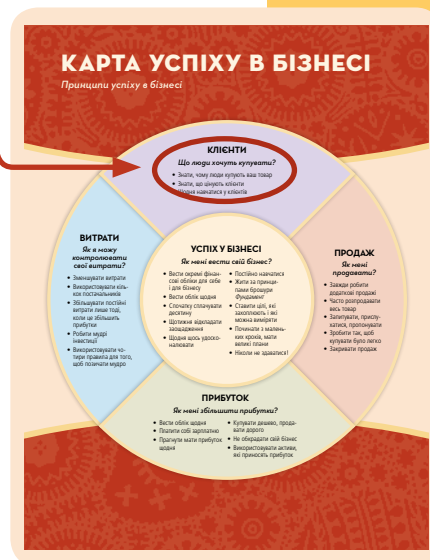 КАРТА УСПІХУ В БІЗНЕСІ
Принципи успіху в бізнесі
КЛІЄНТИ
Що люди хочуть купувати?
• Знати, чому люди купують ваш товар
• Знати, що цінують клієнти
• Щодня навчатися у клієнтів
ВИТРАТИ
Як я можу
контролювати
свої витрати?
• Зменшувати витрати
• Використовувати кіль-
кох постачальників
• Збільшувати постійні
витрати лише тоді,
коли це збільшить
прибутки
• Робити мудрі
інвестиції
• Використовувати чо-
тири правила для того,
щоб позичати мудро
УСПІХ У БІЗНЕСІ
Як мені вести свій бізнес?
• Вести окремі фінан-
сові обліки для себе
і для бізнесу
• Вести облік щодня
• Спочатку сплачувати
десятину
• Щотижня відкладати
заощадження
• Щодня щось удоско-
налювати
• Постійно навчатися
• Жити за принци-
пами брошури
Фундамент
• Ставити цілі, які
захоплюють і які
можна виміряти
• Починати з малень-
ких кроків, мати
великі плани
• Ніколи не здаватися!
ПРОДАЖ
Як мені
продавати?
• Завжди робити
додаткові продажі
• Часто розпродавати
весь товар
• Запитувати, прислу-
хатися, пропонувати
• Зробити так, щоб
купувати було легко
• Закривати продаж
ПРИБУТОК
Як мені збільшити прибутки?
• Вести облік щодня
• Платити собі зарплатню
• Прагнути мати прибуток
щодня
• Купувати дешево, прода-
вати дорого
• Не обкрадати свій бізнес
• Використовувати активи,
які приносять прибуток